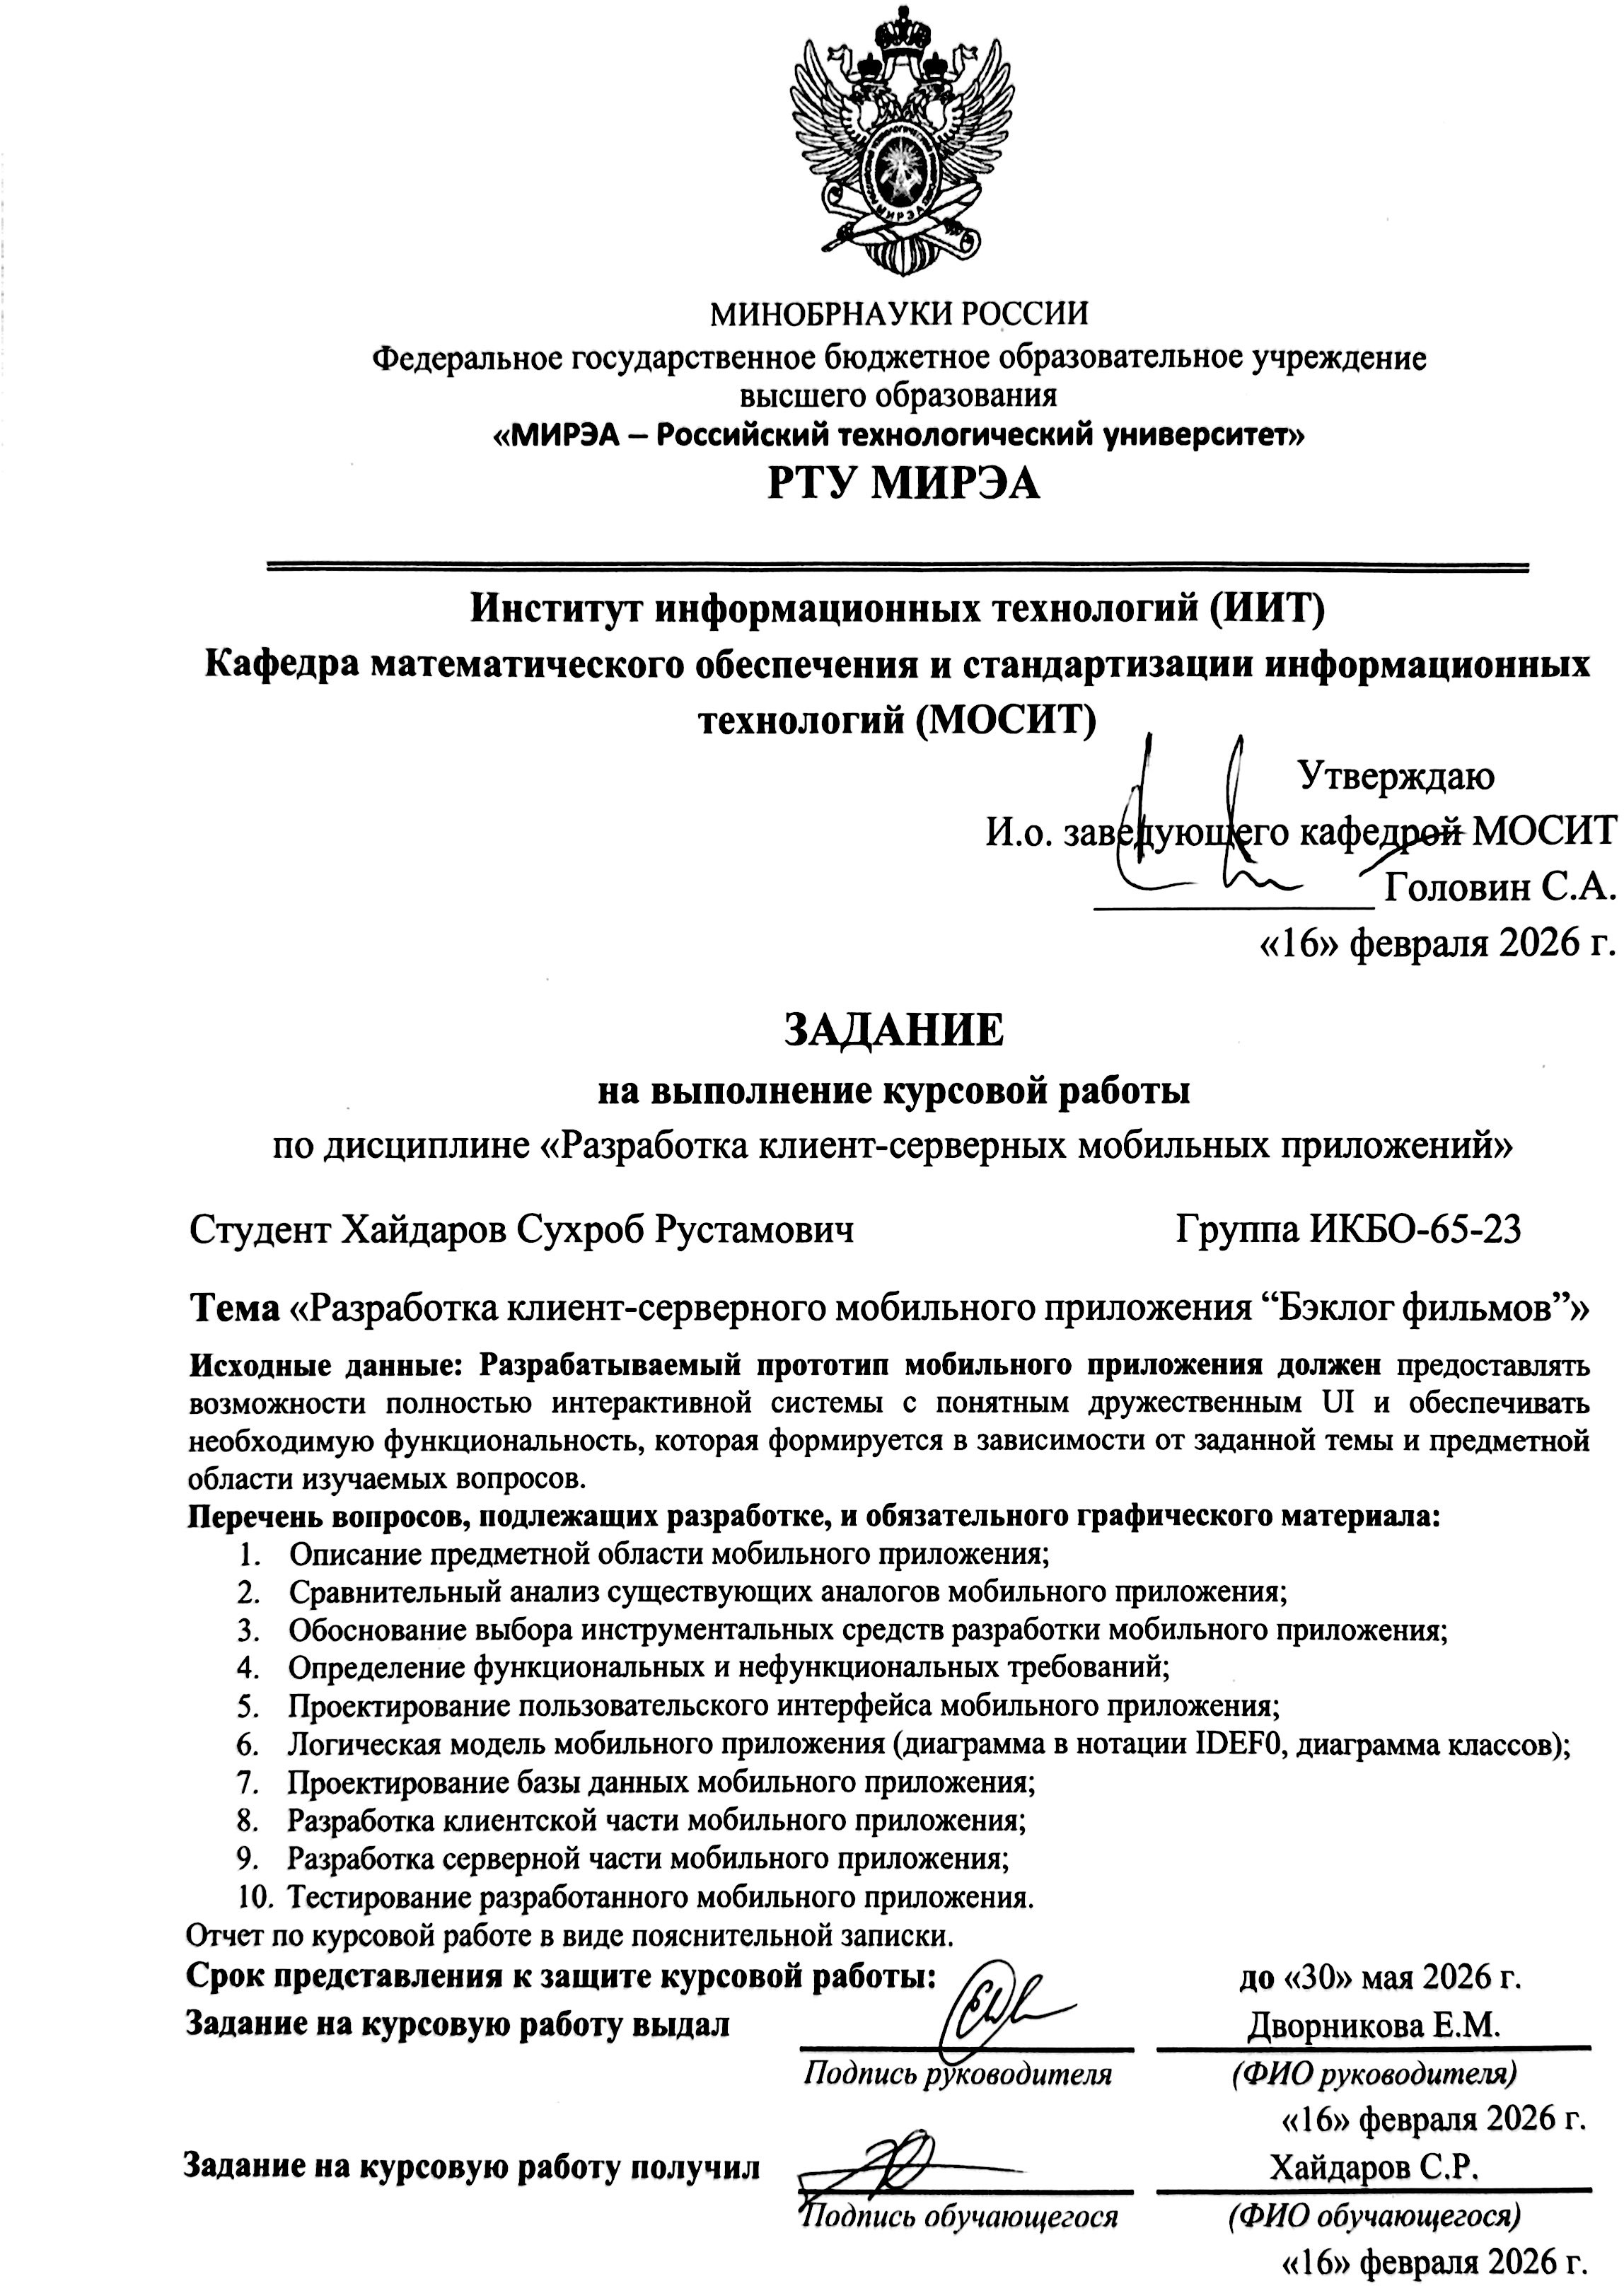 МИРЭА
МИНОБРНАУКИ РОССИИ
Федеральное государственное бюджетное образовательное учреждение
высшего образования
«МИРЭА – Российский технологический университет»
РТУ МИРЭА
Институт информационных технологий (ИИТ)
Кафедра математического обеспечения и стандартизации информационных
технологий (МОСИТ)
Утверждаю
И.о. заведующего кафедрой МОСИТ
Головин С.А.
«16» февраля 2026 г.
ЗАДАНИЕ
на выполнение курсовой работы
по дисциплине «Разработка клиент-серверных мобильных приложений»
Студент Хайдаров Сухроб Рустамович Группа ИКБО-65-23
Тема «Разработка клиент-серверного мобильного приложения “Бэклог фильмов”»
Исходные данные: Разрабатываемый прототип мобильного приложения должен предоставлять
возможности полностью интерактивной системы с понятным дружественным UI и обеспечивать
необходимую функциональность, которая формируется в зависимости от заданной темы и предметной
области изучаемых вопросов.
Перечень вопросов, подлежащих разработке, и обязательного графического материала:
1. Описание предметной области мобильного приложения;
2. Сравнительный анализ существующих аналогов мобильного приложения;
3. Обоснование выбора инструментальных средств разработки мобильного приложения;
4. Определение функциональных и нефункциональных требований;
5. Проектирование пользовательского интерфейса мобильного приложения;
6. Логическая модель мобильного приложения (диаграмма в нотации IDEF0, диаграмма классов);
7. Проектирование базы данных мобильного приложения;
8. Разработка клиентской части мобильного приложения;
9. Разработка серверной части мобильного приложения;
10. Тестирование разработанного мобильного приложения.
Отчет по курсовой работе в виде пояснительной записки.
Срок представления к защите курсовой работы: до «30» мая 2026 г.
Задание на курсовую работу выдал Дворникова Е.М.
Подпись руководителя (ФИО руководителя)
«16» февраля 2026 г.
Задание на курсовую работу получил Хайдаров С.Р.
Подпись обучающегося (ФИО обучающегося)
«16» февраля 2026 г.